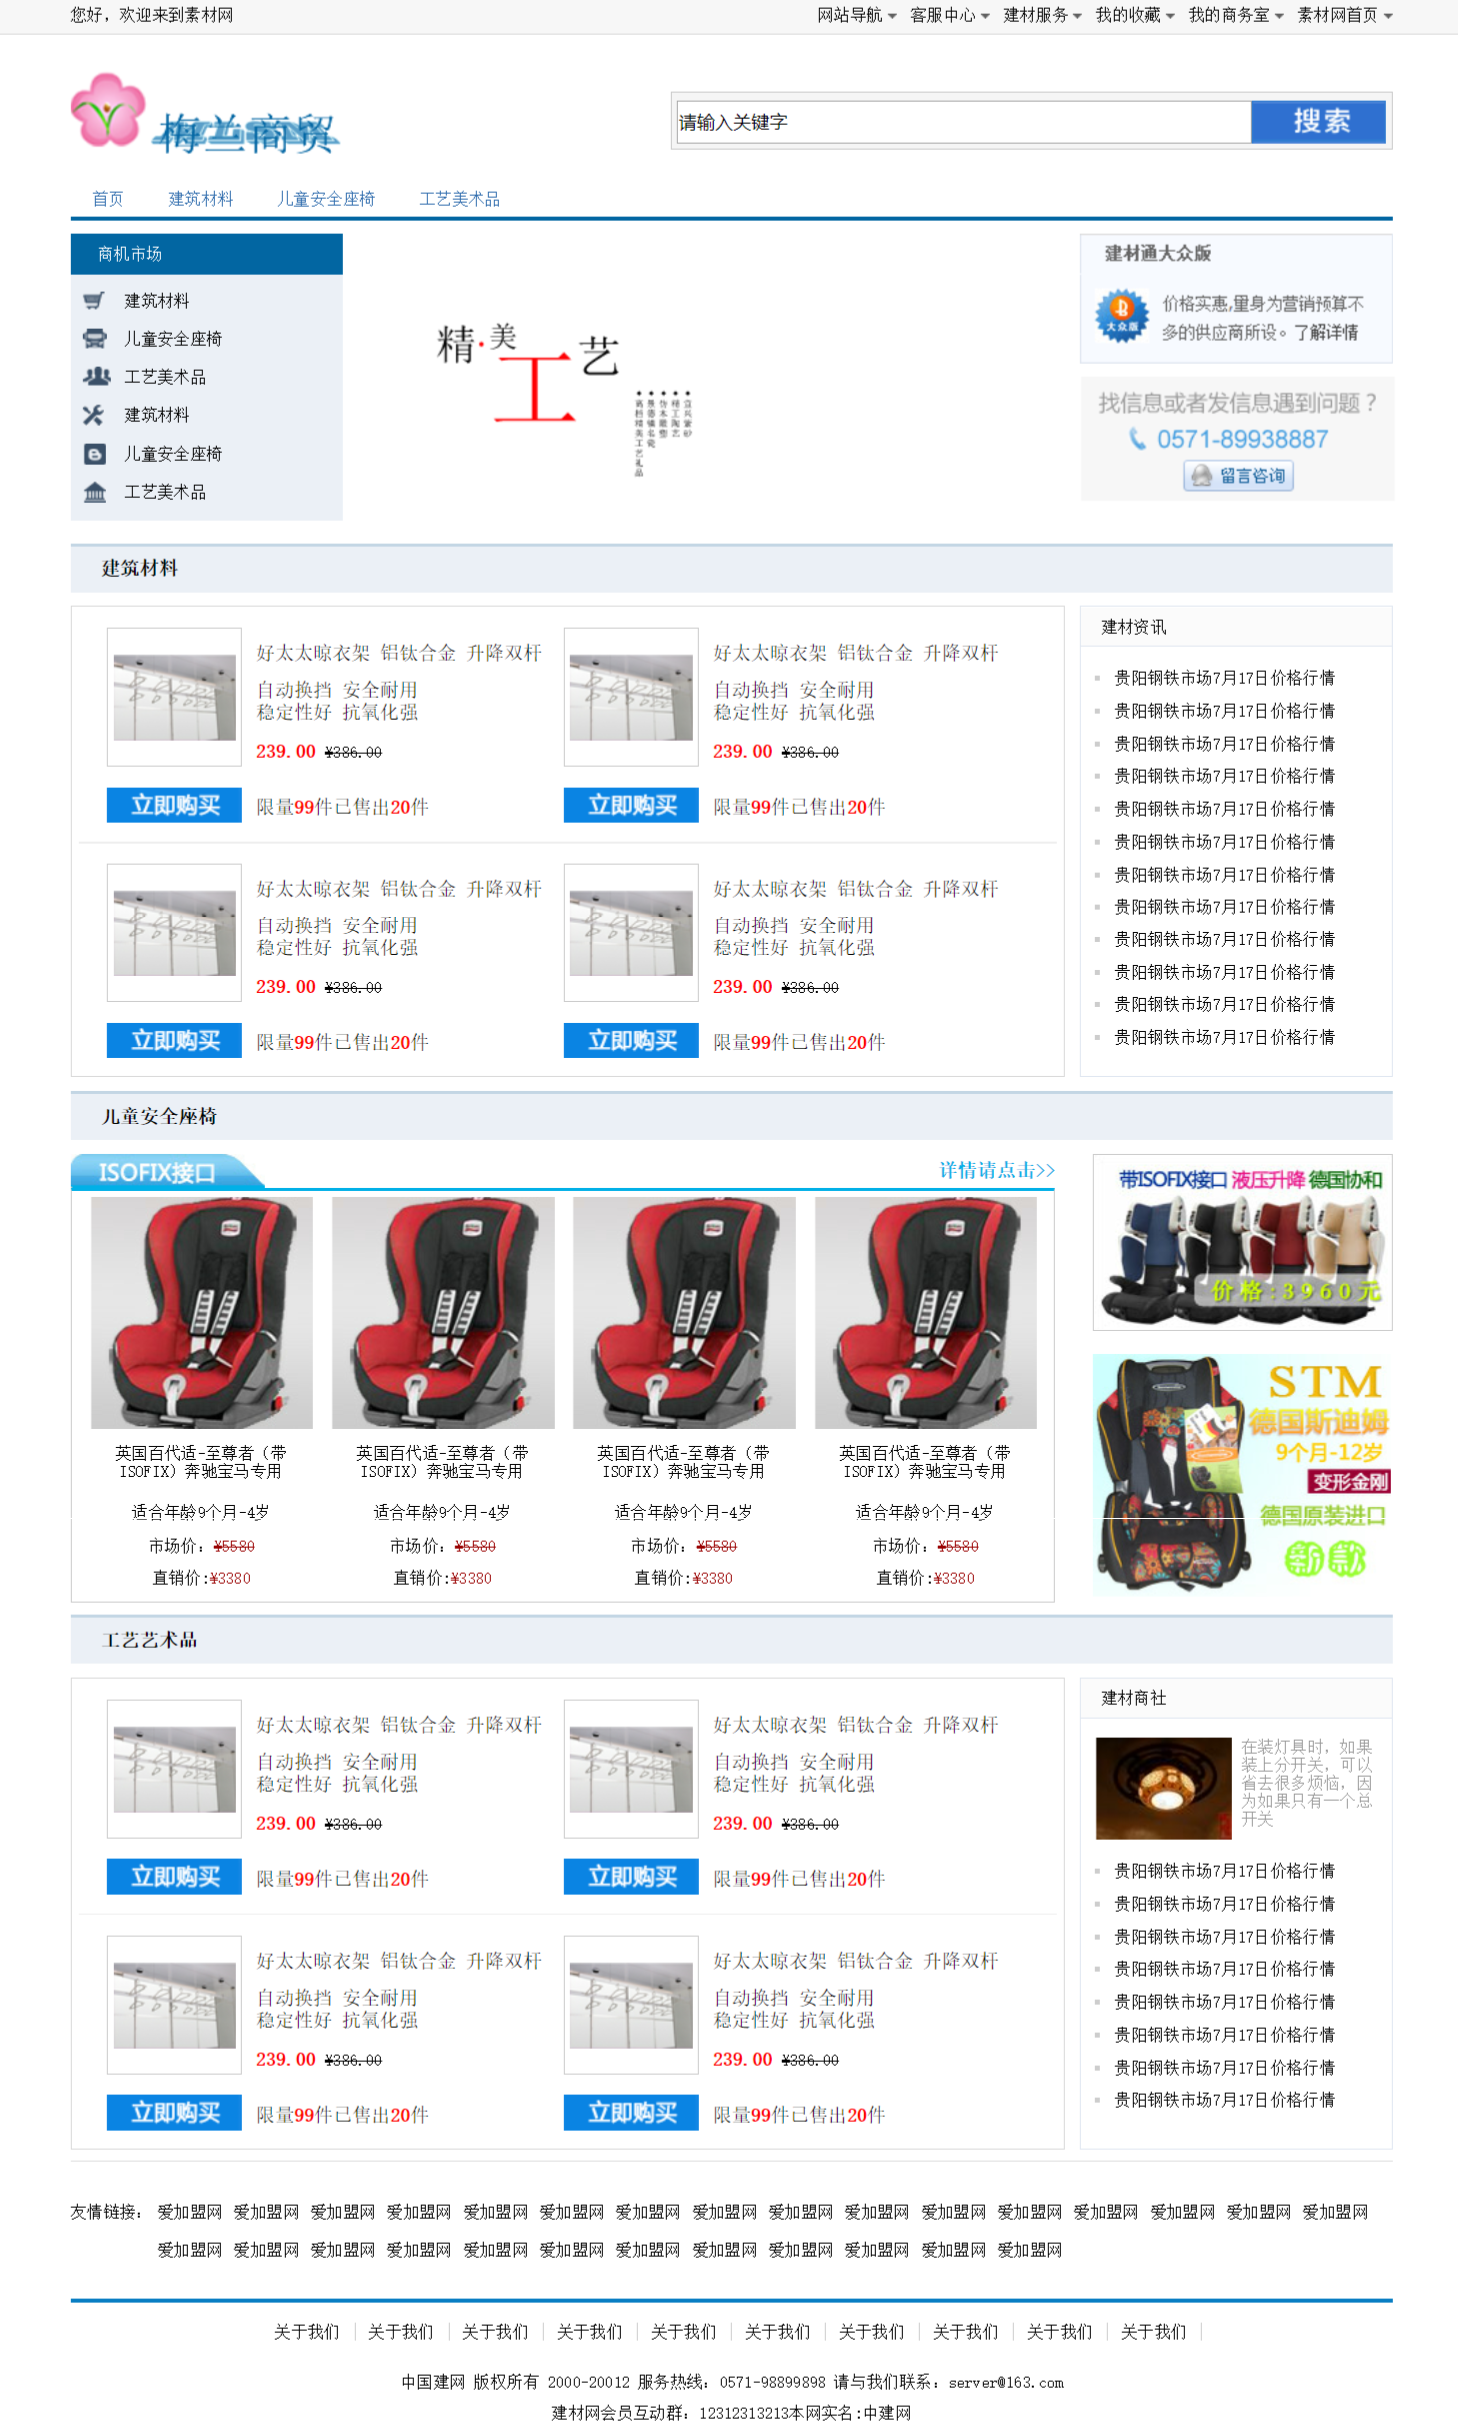 您好，欢迎来到素材网
网站导航 客服中心 建材服务 我的收藏 我的商务室 素材网首页
梅兰商贸
请输入关键字 搜索
首页 建筑材料 儿童安全座椅 工艺美术品
商机市场
建筑材料
儿童安全座椅
工艺美术品
建筑材料
儿童安全座椅
工艺美术品
精·美
工艺
宜兴紫砂
精工陶艺
仿木雕塑
景德镇名瓷
高档精美工艺礼品
建材通大众版
大众版
价格实惠,量身为营销预算不
多的供应商所设。了解详情
找信息或者发信息遇到问题？
0571-89938887
留言咨询
建筑材料
好太太晾衣架 铝钛合金 升降双杆 好太太晾衣架 铝钛合金 升降双杆
自动换挡 安全耐用 自动换挡 安全耐用
稳定性好 抗氧化强 稳定性好 抗氧化强
239.00 ¥386.00 239.00 ¥386.00
立即购买 限量99件已售出20件 立即购买 限量99件已售出20件
好太太晾衣架 铝钛合金 升降双杆 好太太晾衣架 铝钛合金 升降双杆
自动换挡 安全耐用 自动换挡 安全耐用
稳定性好 抗氧化强 稳定性好 抗氧化强
239.00 ¥386.00 239.00 ¥386.00
立即购买 限量99件已售出20件 立即购买 限量99件已售出20件
建材资讯
贵阳钢铁市场7月17日价格行情
贵阳钢铁市场7月17日价格行情
贵阳钢铁市场7月17日价格行情
贵阳钢铁市场7月17日价格行情
贵阳钢铁市场7月17日价格行情
贵阳钢铁市场7月17日价格行情
贵阳钢铁市场7月17日价格行情
贵阳钢铁市场7月17日价格行情
贵阳钢铁市场7月17日价格行情
贵阳钢铁市场7月17日价格行情
贵阳钢铁市场7月17日价格行情
贵阳钢铁市场7月17日价格行情
儿童安全座椅
ISOFIX接口 详情请点击>>
英国百代适-至尊者（带 英国百代适-至尊者（带 英国百代适-至尊者（带 英国百代适-至尊者（带
ISOFIX）奔驰宝马专用 ISOFIX）奔驰宝马专用 ISOFIX）奔驰宝马专用 ISOFIX）奔驰宝马专用
适合年龄9个月-4岁 适合年龄9个月-4岁 适合年龄9个月-4岁 适合年龄9个月-4岁
市场价：¥5580 市场价：¥5580 市场价：¥5580 市场价：¥5580
直销价:¥3380 直销价:¥3380 直销价:¥3380 直销价:¥3380
带ISOFIX接口 液压升降 德国协和
价格:3960元
STM
德国斯迪姆
9个月-12岁
变形金刚
德国原装进口
新款
工艺艺术品
好太太晾衣架 铝钛合金 升降双杆 好太太晾衣架 铝钛合金 升降双杆
自动换挡 安全耐用 自动换挡 安全耐用
稳定性好 抗氧化强 稳定性好 抗氧化强
239.00 ¥386.00 239.00 ¥386.00
立即购买 限量99件已售出20件 立即购买 限量99件已售出20件
好太太晾衣架 铝钛合金 升降双杆 好太太晾衣架 铝钛合金 升降双杆
自动换挡 安全耐用 自动换挡 安全耐用
稳定性好 抗氧化强 稳定性好 抗氧化强
239.00 ¥386.00 239.00 ¥386.00
立即购买 限量99件已售出20件 立即购买 限量99件已售出20件
建材商社
在装灯具时，如果
装上分开关，可以
省去很多烦恼，因
为如果只有一个总
开关
贵阳钢铁市场7月17日价格行情
贵阳钢铁市场7月17日价格行情
贵阳钢铁市场7月17日价格行情
贵阳钢铁市场7月17日价格行情
贵阳钢铁市场7月17日价格行情
贵阳钢铁市场7月17日价格行情
贵阳钢铁市场7月17日价格行情
贵阳钢铁市场7月17日价格行情
友情链接： 爱加盟网 爱加盟网 爱加盟网 爱加盟网 爱加盟网 爱加盟网 爱加盟网 爱加盟网 爱加盟网 爱加盟网 爱加盟网 爱加盟网 爱加盟网 爱加盟网 爱加盟网 爱加盟网
爱加盟网 爱加盟网 爱加盟网 爱加盟网 爱加盟网 爱加盟网 爱加盟网 爱加盟网 爱加盟网 爱加盟网 爱加盟网 爱加盟网
关于我们 关于我们 关于我们 关于我们 关于我们 关于我们 关于我们 关于我们 关于我们 关于我们
中国建网 版权所有 2000-20012 服务热线：0571-98899898 请与我们联系：server@163.com
建材网会员互动群：12312313213本网实名:中建网